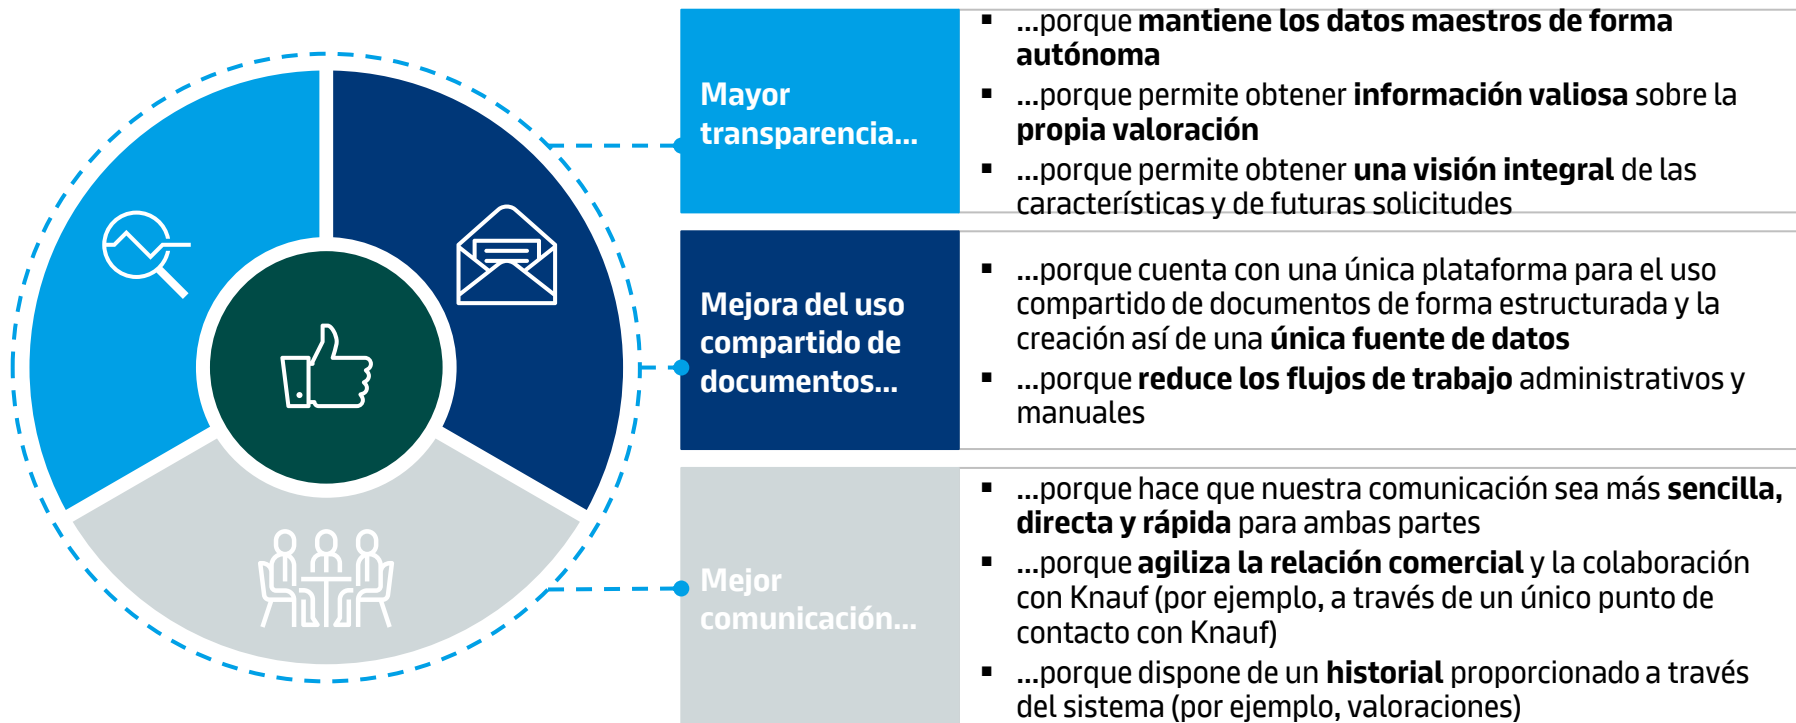 Mayor
transparencia...
▪ ...porque mantiene los datos maestros de forma
autónoma
▪ ...porque permite obtener información valiosa sobre la
propia valoración
▪ ...porque permite obtener una visión integral de las
características y de futuras solicitudes
Mejora del uso
compartido de
documentos...
▪ ...porque cuenta con una única plataforma para el uso
compartido de documentos de forma estructurada y la
creación así de una única fuente de datos
▪ ...porque reduce los flujos de trabajo administrativos y
manuales
Mejor
comunicación...
▪ ...porque hace que nuestra comunicación sea más sencilla,
directa y rápida para ambas partes
▪ ...porque agiliza la relación comercial y la colaboración
con Knauf (por ejemplo, a través de un único punto de
contacto con Knauf)
▪ ...porque dispone de un historial proporcionado a través
del sistema (por ejemplo, valoraciones)